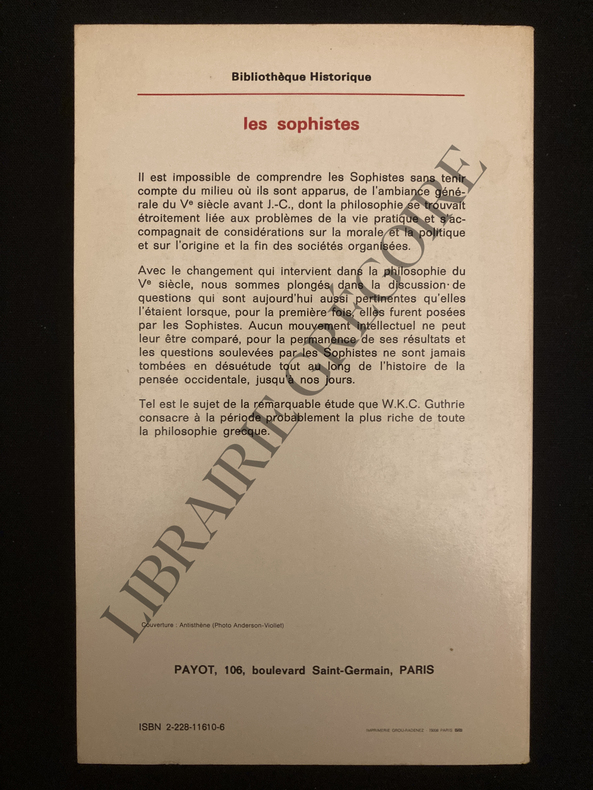 Bibliothèque Historique
les sophistes
Il est impossible de comprendre les Sophistes sans tenir
compte du milieu où ils sont apparus, de l'ambiance géné-
rale du Ve siècle avant J.-C., dont la philosophie se trouvait
étroitement liée aux problèmes de la vie pratique et s'ac-
compagnait de considérations sur la morale et la politique
et sur l'origine et la fin des sociétés organisées.
Avec le changement qui intervient dans la philosophie du
Ve siècle, nous sommes plongés dans la discussion de
questions qui sont aujourd'hui aussi pertinentes qu'elles
l'étaient lorsque, pour la première fois, elles furent posées
par les Sophistes. Aucun mouvement intellectuel ne peut
leur être comparé, pour la permanence de ses résultats et
les questions soulevées par les Sophistes ne sont jamais
tombées en désuétude tout au long de l'histoire de la
pensée occidentale, jusqu'à nos jours.
Tel est le sujet de la remarquable étude que W.K.C. Guthrie
consacre à la période probablement la plus riche de toute
la philosophie grecque.
LIBRAIRIE GRÉGOIRE
Couverture : Antisthène (Photo Anderson-Viollet)
PAYOT, 106, boulevard Saint-Germain, PARIS
ISBN 2-228-11610-6
IMPRIMERIE PARIS